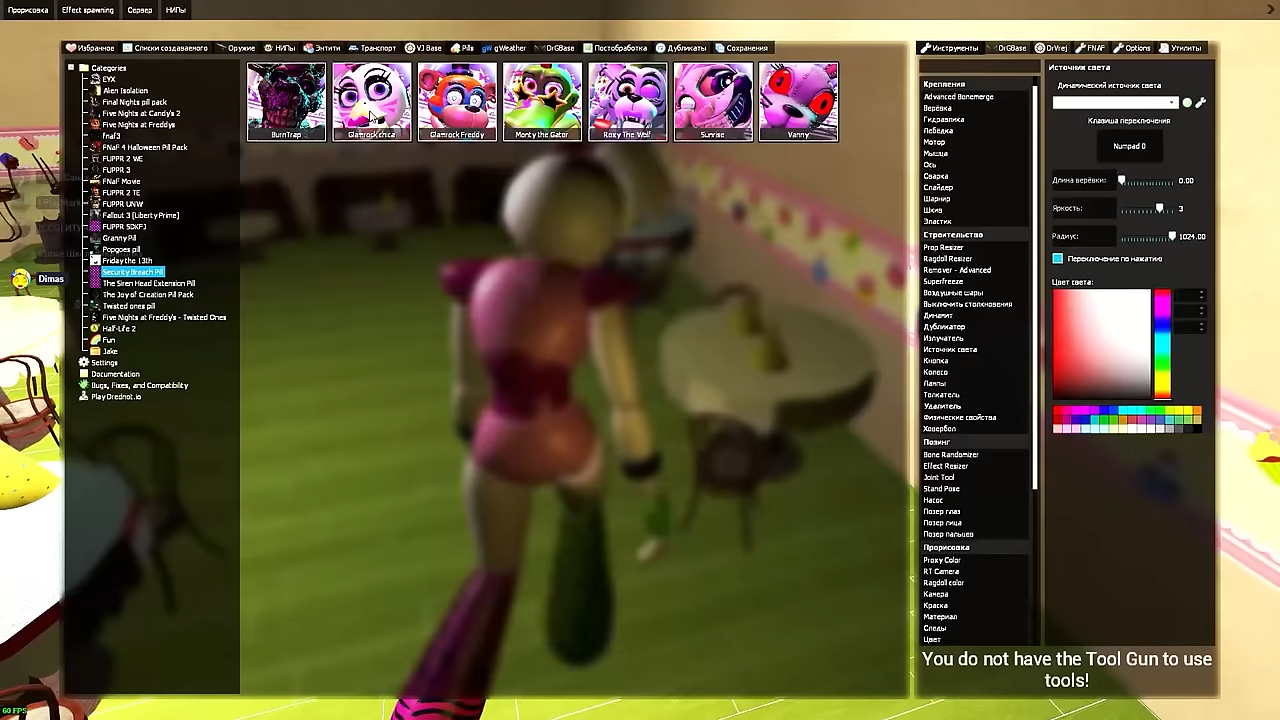 Прорисовка Effect spawning Сервер НИПы
Избранное Списки создаваемого Оружие НИПы Энтити Транспорт VJ Base Pills gWeather DrGBase Постобработка Дубликаты Сохранения
Categories
EYX
Alien Isolation
Final Nights pill pack
Five Nights at Candy's 2
Five Nights at Freddys
fnaf3
FNaF 4 Halloween Pill Pack
FUPPR 2 WE
FUPPR 3
FNaF Movie
FUPPR 2 TE
FUPPR UNW
Fallout 3 [Liberty Prime]
FUPPR SDKFJ
Granny Pill
Popgoes pill
Friday the 13th
Security Breach Pill
The Siren Head Extension Pill
The Joy of Creation Pill Pack
Twisted ones pill
Five Nights at Freddy's - Twisted Ones
Half-Life 2
Fun
Jake
Settings
Documentation
Bugs, Fixes, and Compatibility
Play Drednot.io
Dimas
60 FPS
BurnTrap
Glamrock chica
Glamrock Freddy
Monty the Gator
Roxy The Wolf
Sunrise
Vanny
Инструменты DrGBase DrVrej FNAF Options Утилиты
Крепления
Advanced Bonemerge
Верёвка
Гидравлика
Лебёдка
Мотор
Мышца
Ось
Сварка
Слайдер
Шарнир
Шкив
Эластик
Строительство
Prop Resizer
Ragdoll Resizer
Remover - Advanced
Superfreeze
Воздушные шары
Выключить столкновения
Динамит
Дубликатор
Излучатель
Источник света
Кнопка
Колесо
Лампы
Толкатель
Удалитель
Физические свойства
Ховербол
Позинг
Bone Randomizer
Effect Resizer
Joint Tool
Stand Pose
Насос
Позер глаз
Позер лица
Позер пальцев
Прорисовка
Proxy Color
RT Camera
Ragdoll color
Камера
Краска
Материал
Следы
Цвет
Источник света
Динамический источник света
Клавиша переключения
Numpad 0
Длина верёвки: 0.00
Яркость: 3
Радиус: 1024.00
Переключение по нажатию
Цвет света:
You do not have the Tool Gun to use
tools!